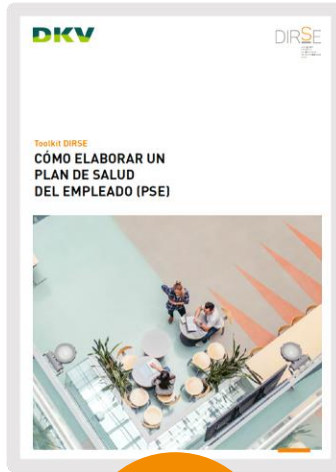 DKV
DIRSE
Toolkit DIRSE
CÓMO ELABORAR UN
PLAN DE SALUD
DEL EMPLEADO (PSE)